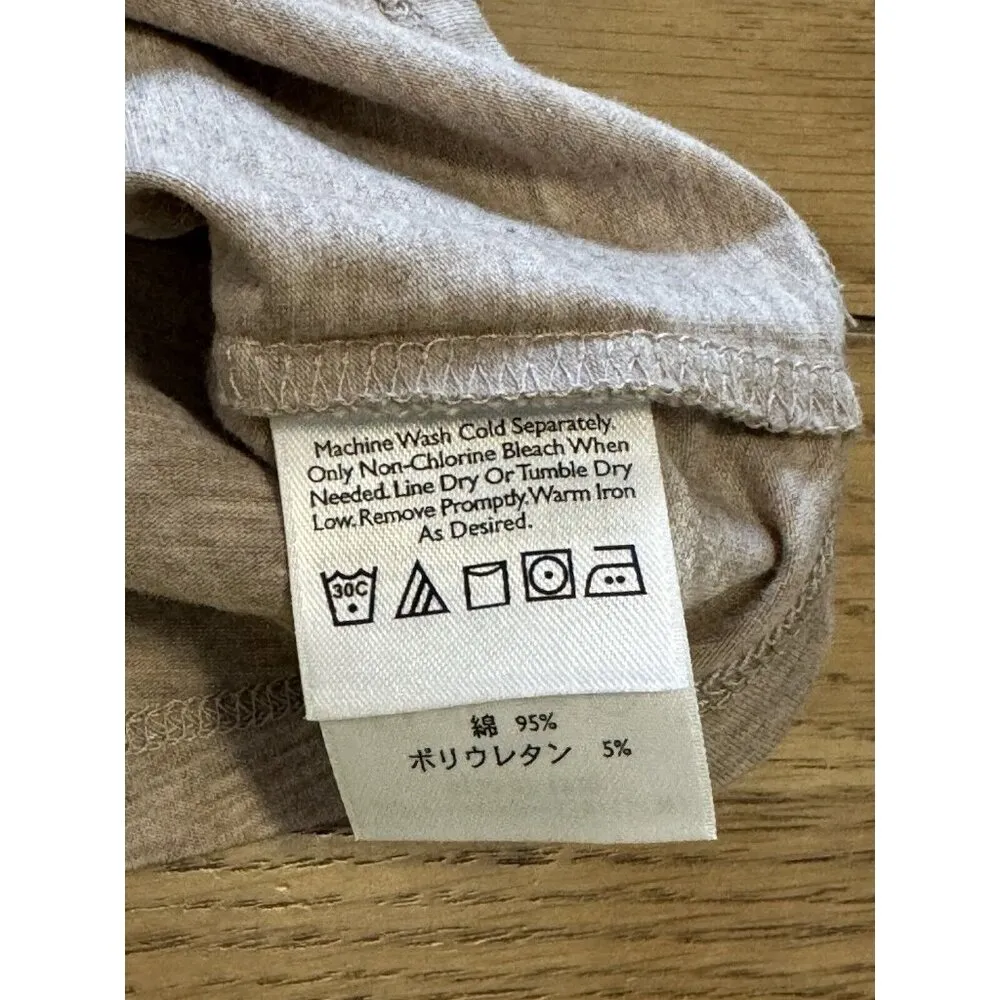 Machine Wash Cold Separately.
Only Non-Chlorine Bleach When
Needed. Line Dry Or Tumble Dry
Low. Remove Promptly. Warm Iron
As Desired.
30C
綿 95%
ポリウレタン 5%